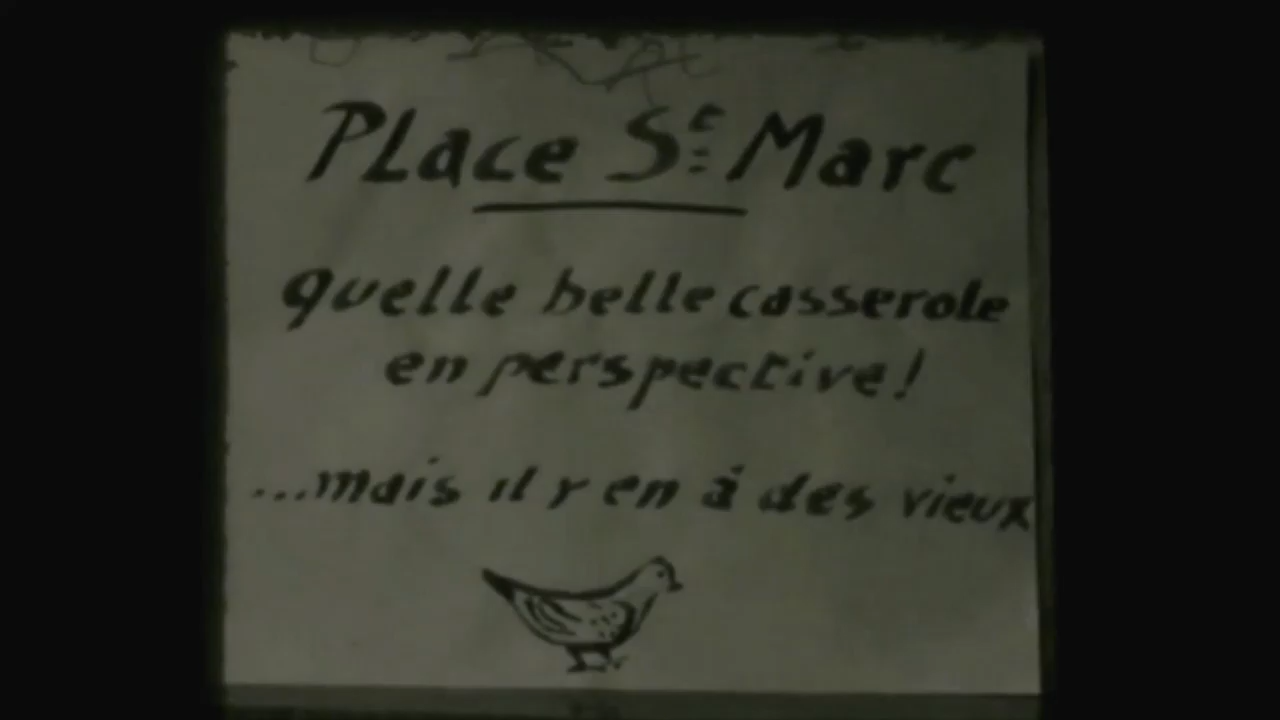 Place St Marc
quelle belle casserole
en perspective!
...mais il y en à des vieux